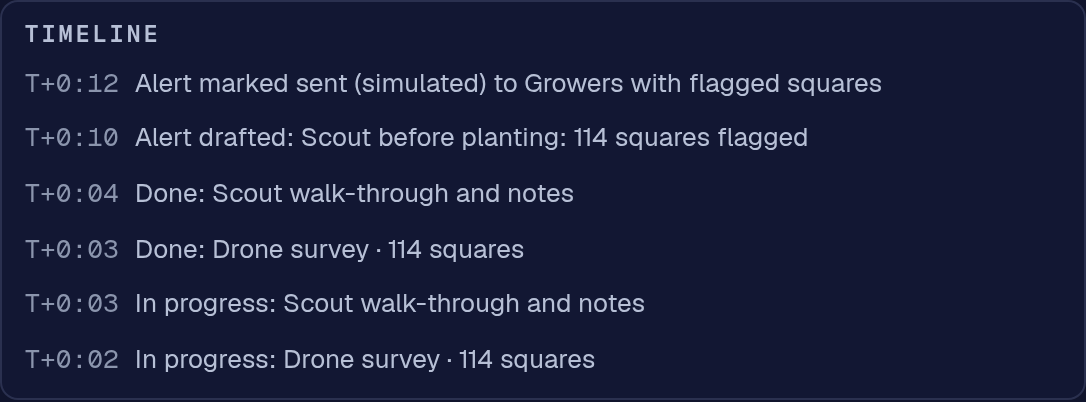 TIMELINE
T+0:12 Alert marked sent (simulated) to Growers with flagged squares
T+0:10 Alert drafted: Scout before planting: 114 squares flagged
T+0:04 Done: Scout walk-through and notes
T+0:03 Done: Drone survey · 114 squares
T+0:03 In progress: Scout walk-through and notes
T+0:02 In progress: Drone survey · 114 squares